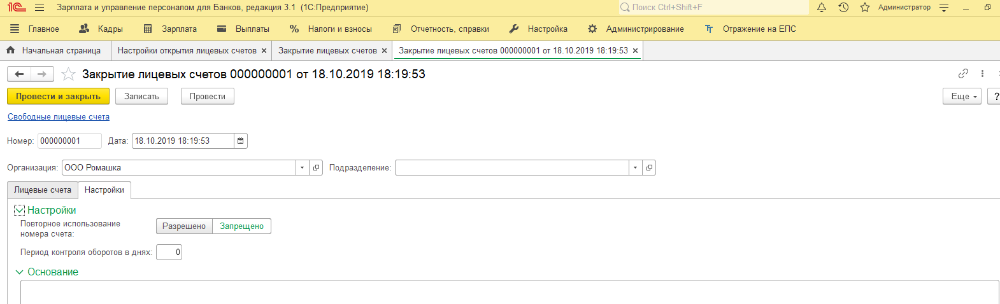 1С Зарплата и управление персоналом для Банков, редакция 3.1 (1С:Предприятие) Поиск Ctrl+Shift+F Администратор
Главное Кадры Зарплата Выплаты % Налоги и взносы Отчетность, справки Настройка Администрирование Отражение на ЕПС
Начальная страница Настройки открытия лицевых счетов × Закрытие лицевых счетов × Закрытие лицевых счетов 000000001 от 18.10.2019 18:19:53 ×
Закрытие лицевых счетов 000000001 от 18.10.2019 18:19:53
Провести и закрыть Записать Провести Еще ?
Свободные лицевые счета
Номер: 000000001 Дата: 18.10.2019 18:19:53
Организация: ООО Ромашка Подразделение:
Лицевые счета Настройки
Настройки
Повторное использование
номера счета: Разрешено Запрещено
Период контроля оборотов в днях: 0
Основание